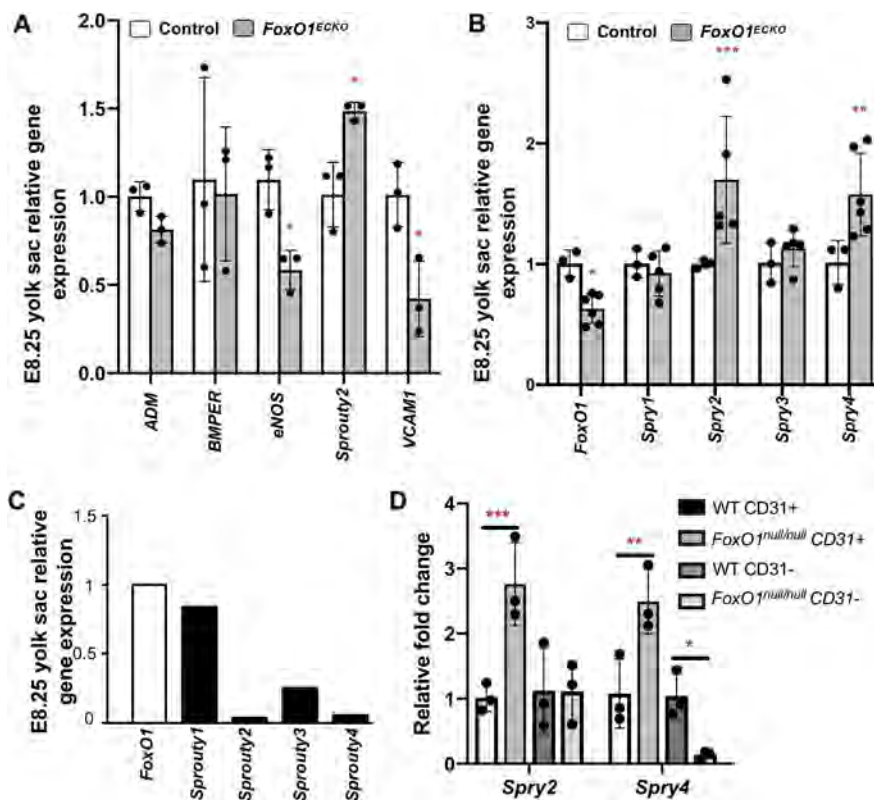 A
Control
FoxO1ECKO
E8.25 yolk sac relative gene
expression
2.0
1.5
1.0
0.5
0.0
*
*
*
ADM
BMPER
eNOS
Sprouty2
VCAM1
B
Control
FoxO1ECKO
E8.25 yolk sac relative gene
expression
3
2
1
0
*
***
**
FoxO1
Spry1
Spry2
Spry3
Spry4
C
E8.25 yolk sac relative
gene expression
1.5
1
0.5
0
FoxO1
Sprouty1
Sprouty2
Sprouty3
Sprouty4
D
Relative fold change
4
3
2
1
0
***
**
*
Spry2
Spry4
WT CD31+
FoxO1null/null CD31+
WT CD31-
FoxO1null/null CD31-